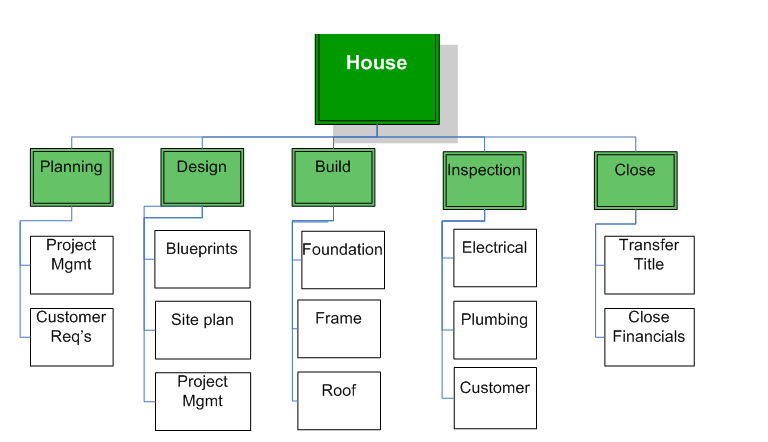 House
Planning
Design
Build
Inspection
Close
Project
Mgmt
Customer
Req’s
Blueprints
Site plan
Project
Mgmt
Foundation
Frame
Roof
Electrical
Plumbing
Customer
Transfer
Title
Close
Financials